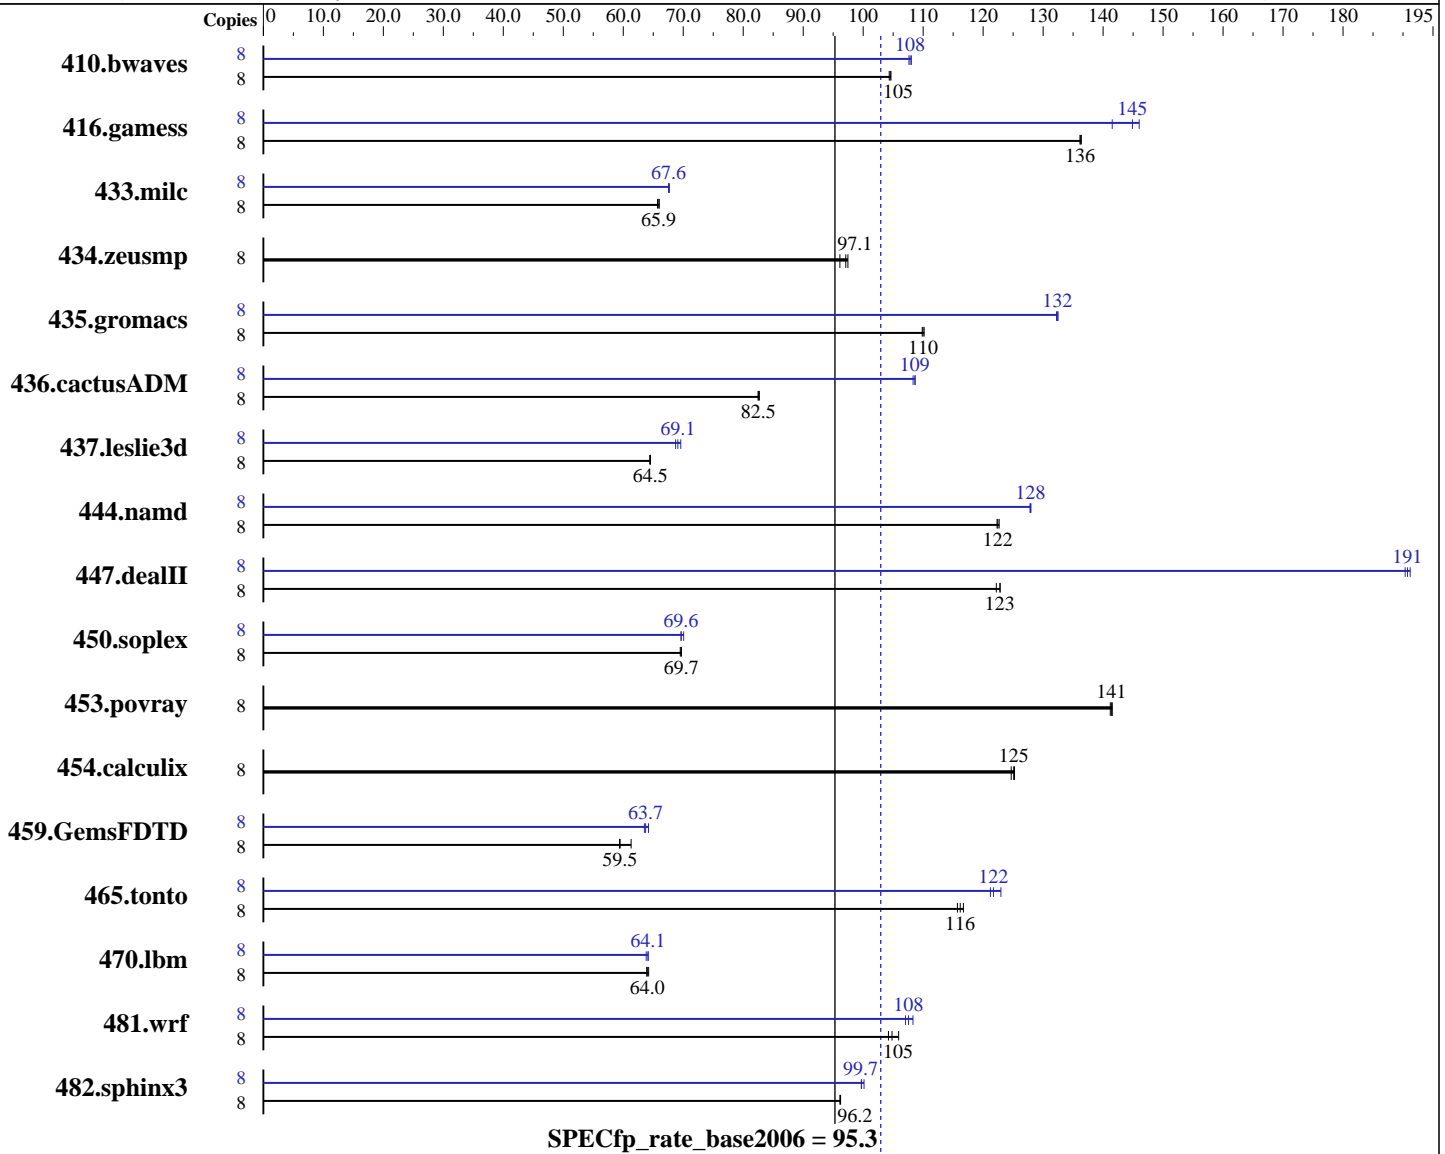 Copies 0 10.0 20.0 30.0 40.0 50.0 60.0 70.0 80.0 90.0 100 110 120 130 140 150 160 170 180 195
410.bwaves 8 108
8 105
416.gamess 8 145
8 136
433.milc 8 67.6
8 65.9
434.zeusmp 8 97.1
435.gromacs 8 132
8 110
436.cactusADM 8 109
8 82.5
437.leslie3d 8 69.1
8 64.5
444.namd 8 128
8 122
447.dealII 8 191
8 123
450.soplex 8 69.6
8 69.7
453.povray 8 141
454.calculix 8 125
459.GemsFDTD 8 63.7
8 59.5
465.tonto 8 122
8 116
470.lbm 8 64.1
8 64.0
481.wrf 8 108
8 105
482.sphinx3 8 99.7
8 96.2
SPECfp_rate_base2006 = 95.3